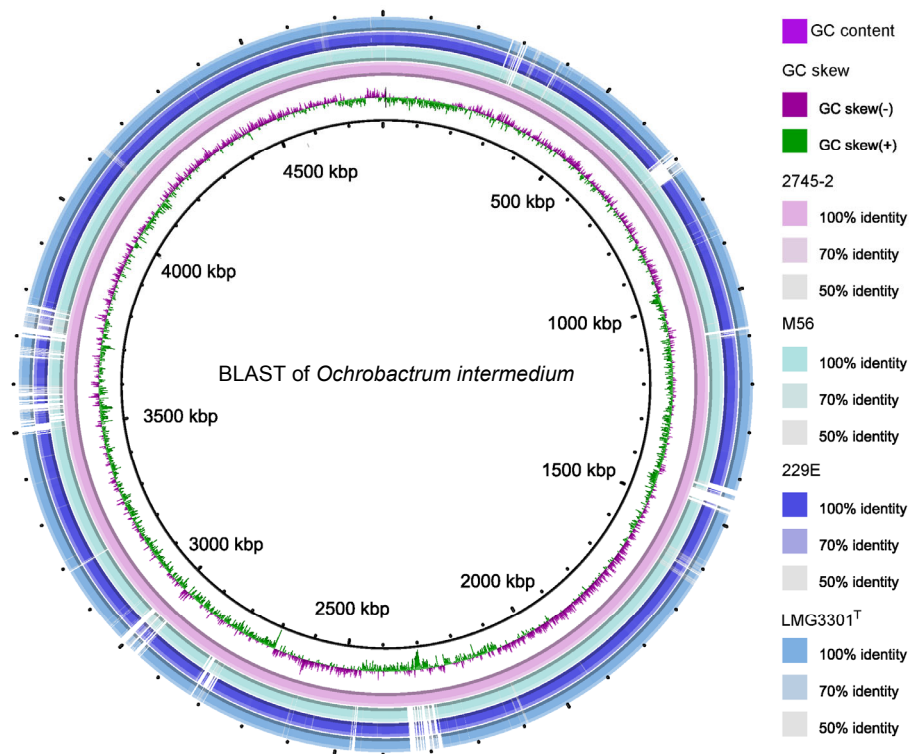 4500 kbp
500 kbp
4000 kbp
1000 kbp
BLAST of Ochrobactrum intermedium
3500 kbp
1500 kbp
3000 kbp
2000 kbp
2500 kbp
GC content
GC skew
GC skew(-)
GC skew(+)
2745-2
100% identity
70% identity
50% identity
M56
100% identity
70% identity
50% identity
229E
100% identity
70% identity
50% identity
LMG3301ᵀ
100% identity
70% identity
50% identity